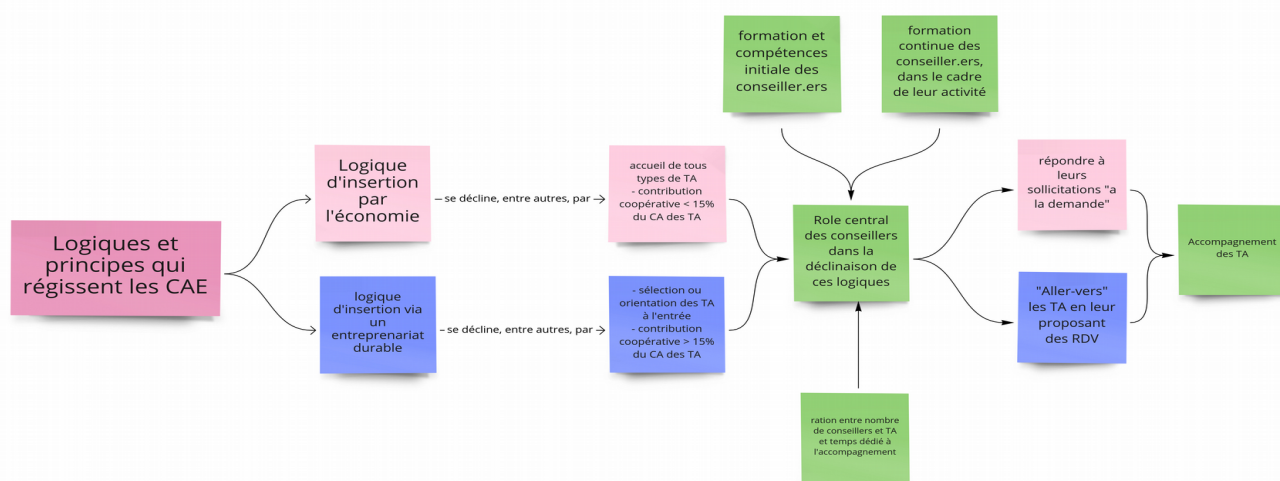 formation et
compétences
initiale des
conseiller.ers
formation
continue des
conseiller.ers,
dans le cadre
de leur activité
Logiques et
principes qui
régissent les CAE
Logique
d'insertion
par
l'économie
se décline, entre autres, par
accueil de tous
types de TA
- contribution
coopérative < 15%
du CA des TA
logique
d'insertion via
un
entreprenariat
durable
se décline, entre autres, par
- sélection ou
orientation des TA
à l'entrée
- contribution
coopérative > 15%
du CA des TA
Role central
des conseillers
dans la
déclinaison de
ces logiques
ration entre nombre
de conseillers et TA
et temps dédié à
l'accompagnement
répondre à
leurs
sollicitations "a
la demande"
"Aller-vers"
les TA en leur
proposant
des RDV
Accompagnement
des TA